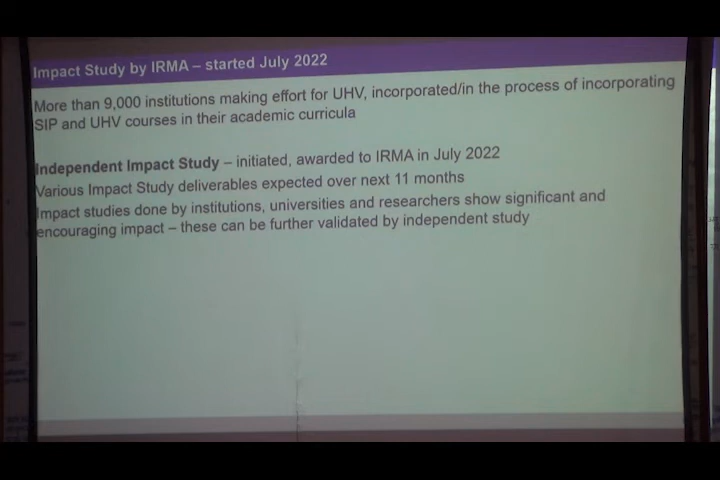 Impact Study by IRMA – started July 2022
More than 9,000 institutions making effort for UHV, incorporated/in the process of incorporating
SIP and UHV courses in their academic curricula
Independent Impact Study – initiated, awarded to IRMA in July 2022
Various Impact Study deliverables expected over next 11 months
Impact studies done by institutions, universities and researchers show significant and
encouraging impact – these can be further validated by independent study